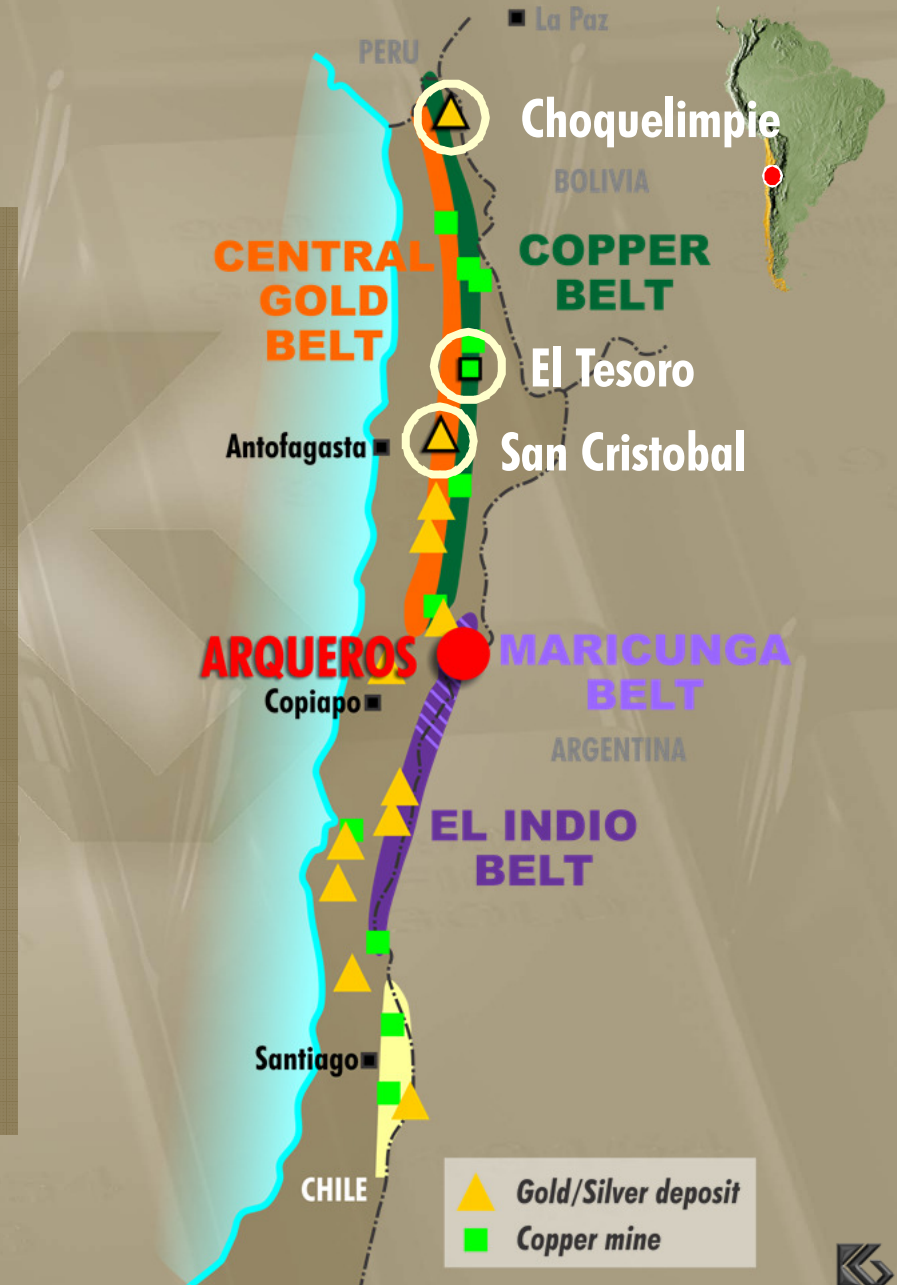 La Paz
PERU
Choquelimpie
BOLIVIA
CENTRAL
GOLD
BELT
COPPER
BELT
El Tesoro
Antofagasta
San Cristobal
ARQUEROS
MARICUNGA
BELT
Copiapo
ARGENTINA
EL INDIO
BELT
Santiago
CHILE
Gold/Silver deposit
Copper mine